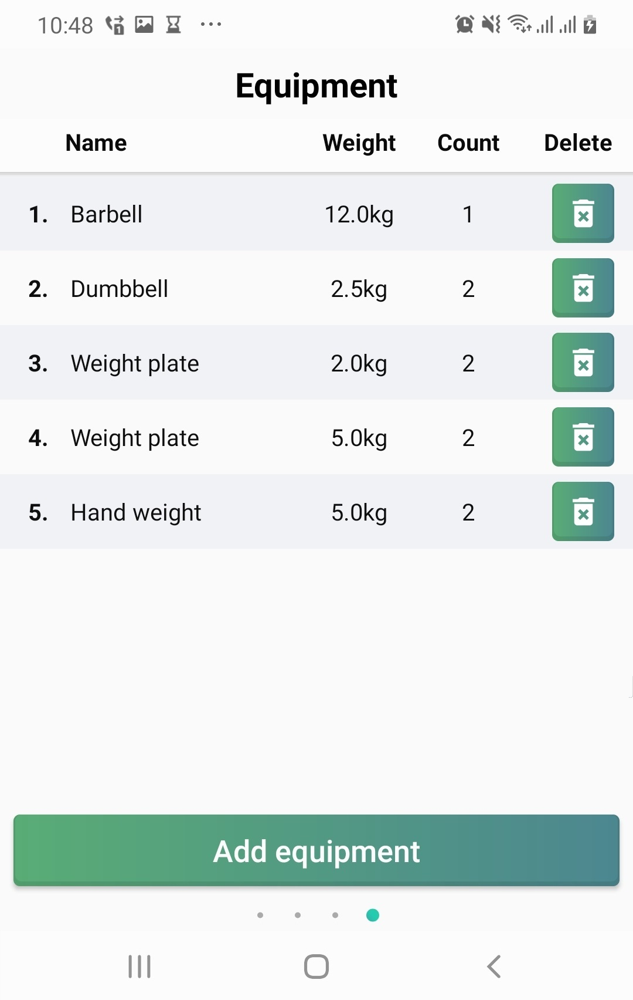 10:48
Equipment
Name Weight Count Delete
1. Barbell 12.0kg 1
2. Dumbbell 2.5kg 2
3. Weight plate 2.0kg 2
4. Weight plate 5.0kg 2
5. Hand weight 5.0kg 2
Add equipment